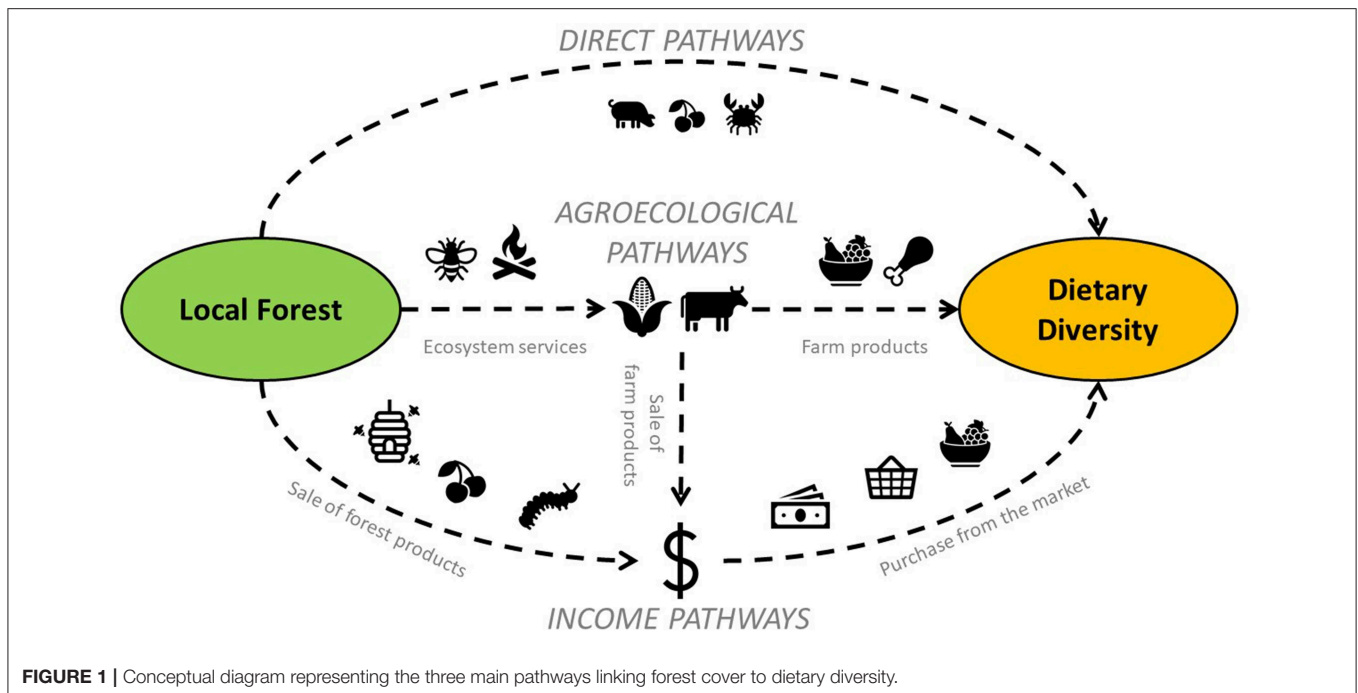 DIRECT PATHWAYS
AGROECOLOGICAL
PATHWAYS
Local Forest
Dietary
Diversity
Ecosystem services
Farm products
Sale of
farm products
Sale of forest products
Purchase from the market
$
INCOME PATHWAYS
FIGURE 1 | Conceptual diagram representing the three main pathways linking forest cover to dietary diversity.